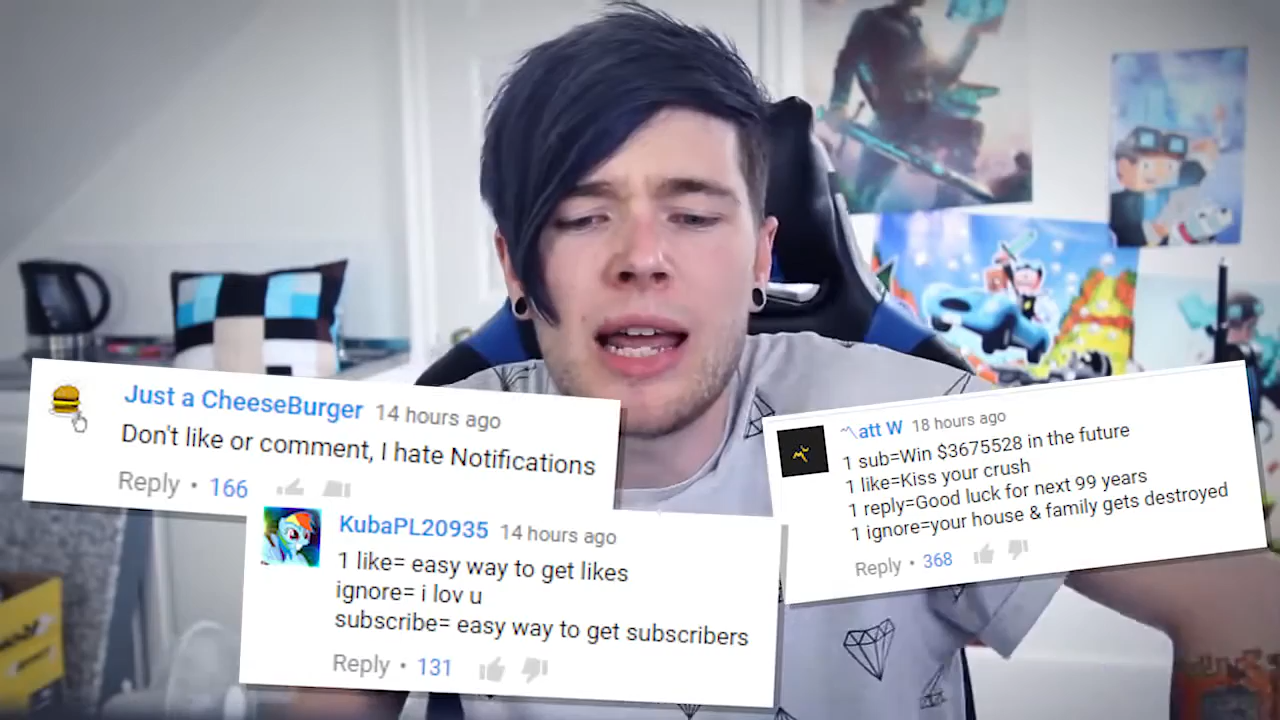 Just a CheeseBurger 14 hours ago
Don't like or comment, I hate Notifications
Reply • 166
KubaPL20935 14 hours ago
1 like= easy way to get likes
ignore= i lov u
subscribe= easy way to get subscribers
Reply • 131
att W 18 hours ago
1 sub=Win $3675528 in the future
1 like=Kiss your crush
1 reply=Good luck for next 99 years
1 ignore=your house & family gets destroyed
Reply • 368